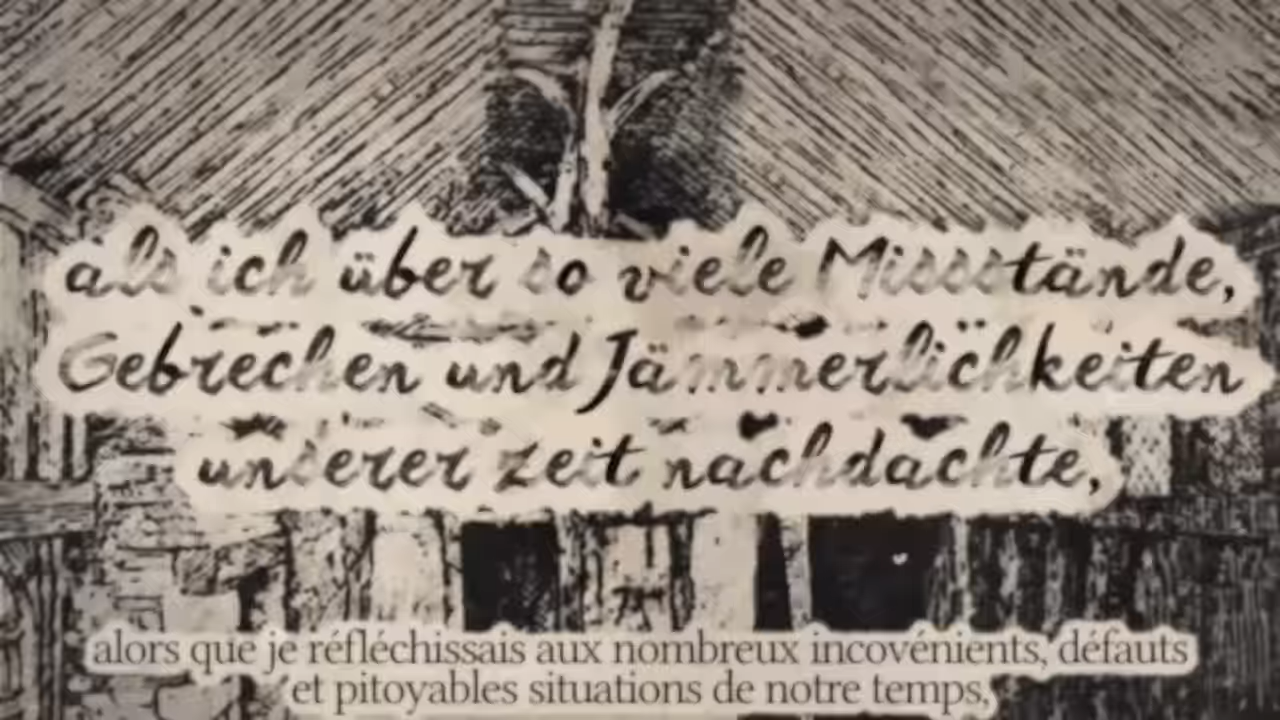 als ich über so viele Missstände,
Gebrechen und Jämmerlichkeiten
unserer zeit nachdachte,
alors que je réfléchissais aux nombreux incovénients, défauts
et pitoyables situations de notre temps,